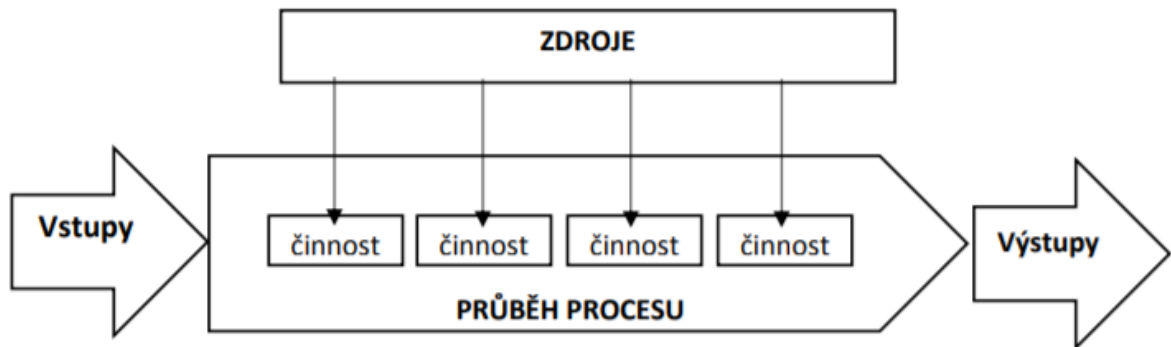 ZDROJE
Vstupy
činnost
činnost
činnost
činnost
Výstupy
PRŮBĚH PROCESU